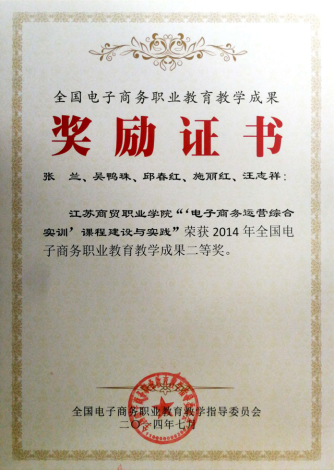 全国电子商务职业教育教学成果
奖励证书
张 兰、吴鸭珠、邱春红、施丽红、汪志祥：
江苏商贸职业学院“‘电子商务运营综合
实训’课程建设与实践”荣获2014年全国电
子商务职业教育教学成果二等奖。
全国电子商务职业教育教学指导委员会
二〇一四年七月